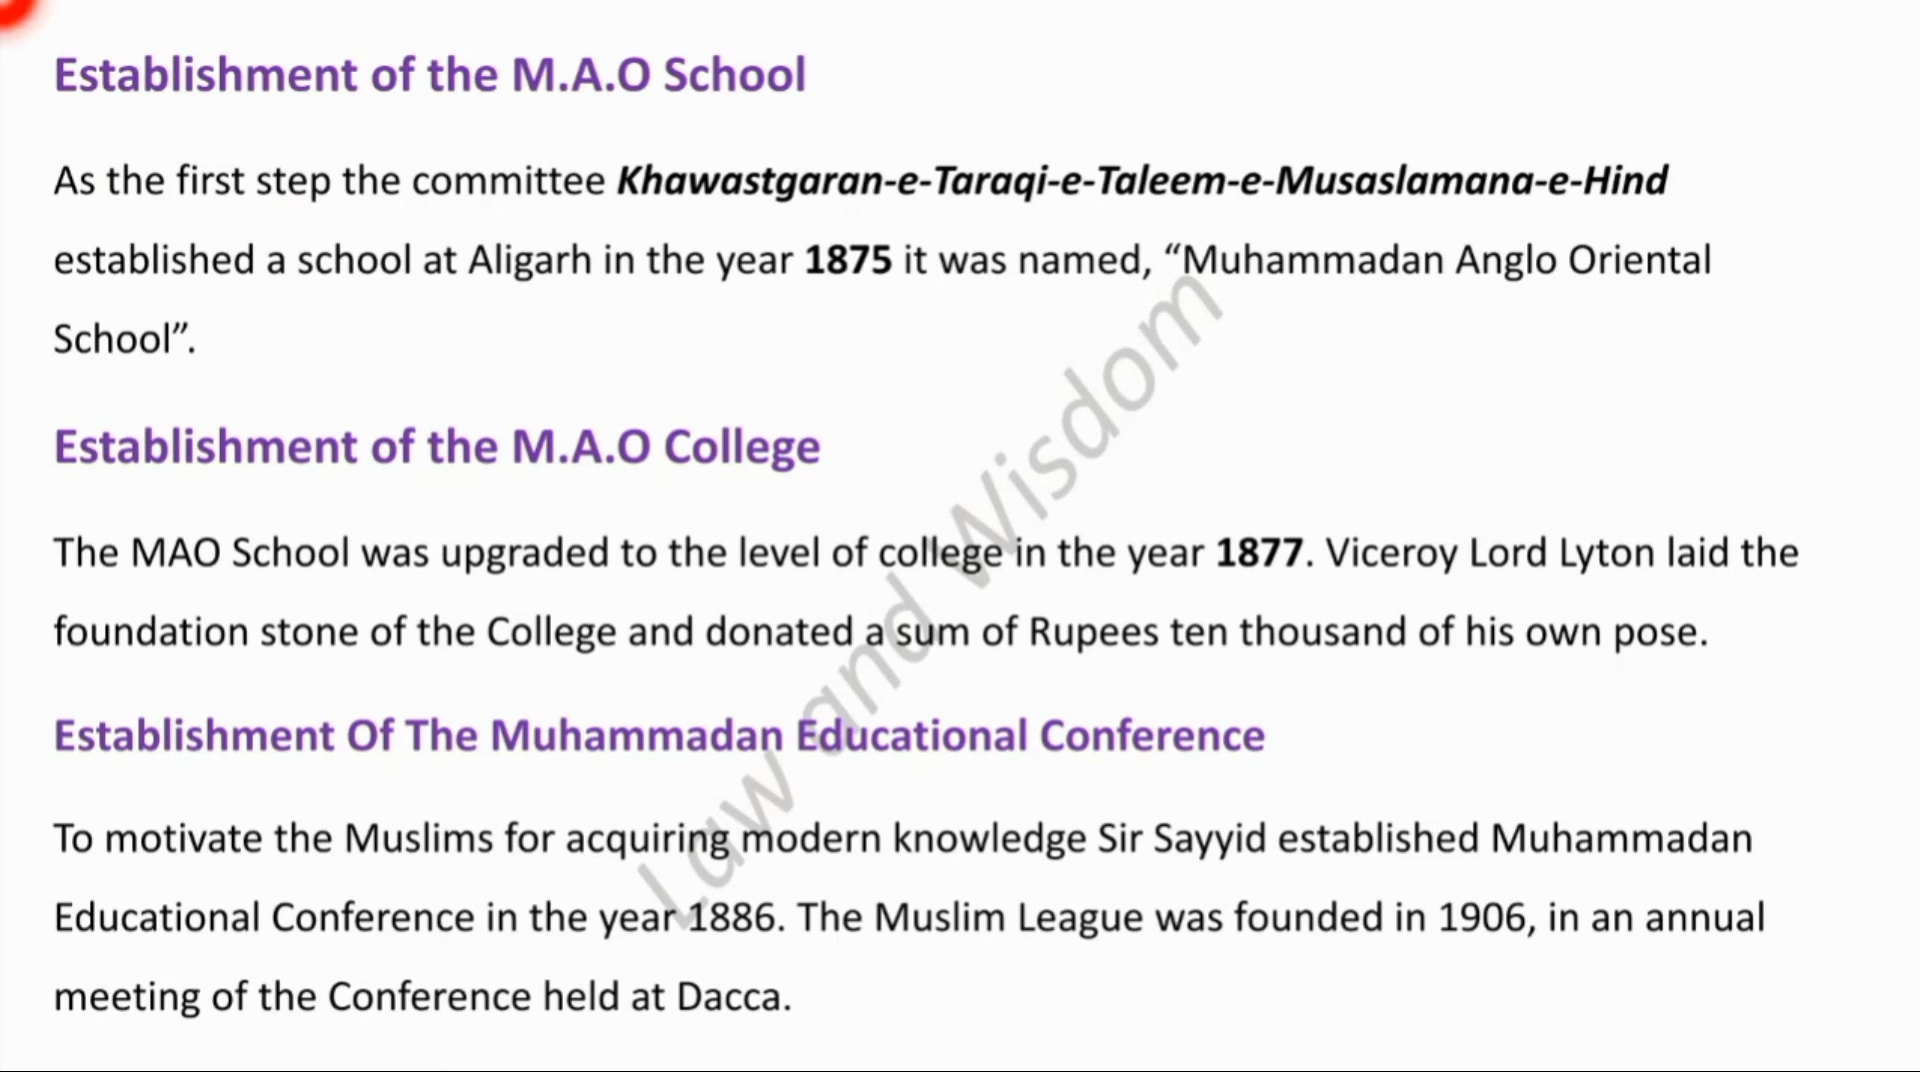 Establishment of the M.A.O School
As the first step the committee Khawastgaran-e-Taraqi-e-Taleem-e-Musaslamana-e-Hind
established a school at Aligarh in the year 1875 it was named, “Muhammadan Anglo Oriental
School”.
Establishment of the M.A.O College
The MAO School was upgraded to the level of college in the year 1877. Viceroy Lord Lyton laid the
foundation stone of the College and donated a sum of Rupees ten thousand of his own pose.
Establishment Of The Muhammadan Educational Conference
To motivate the Muslims for acquiring modern knowledge Sir Sayyid established Muhammadan
Educational Conference in the year 1886. The Muslim League was founded in 1906, in an annual
meeting of the Conference held at Dacca.
Law and Wisdom